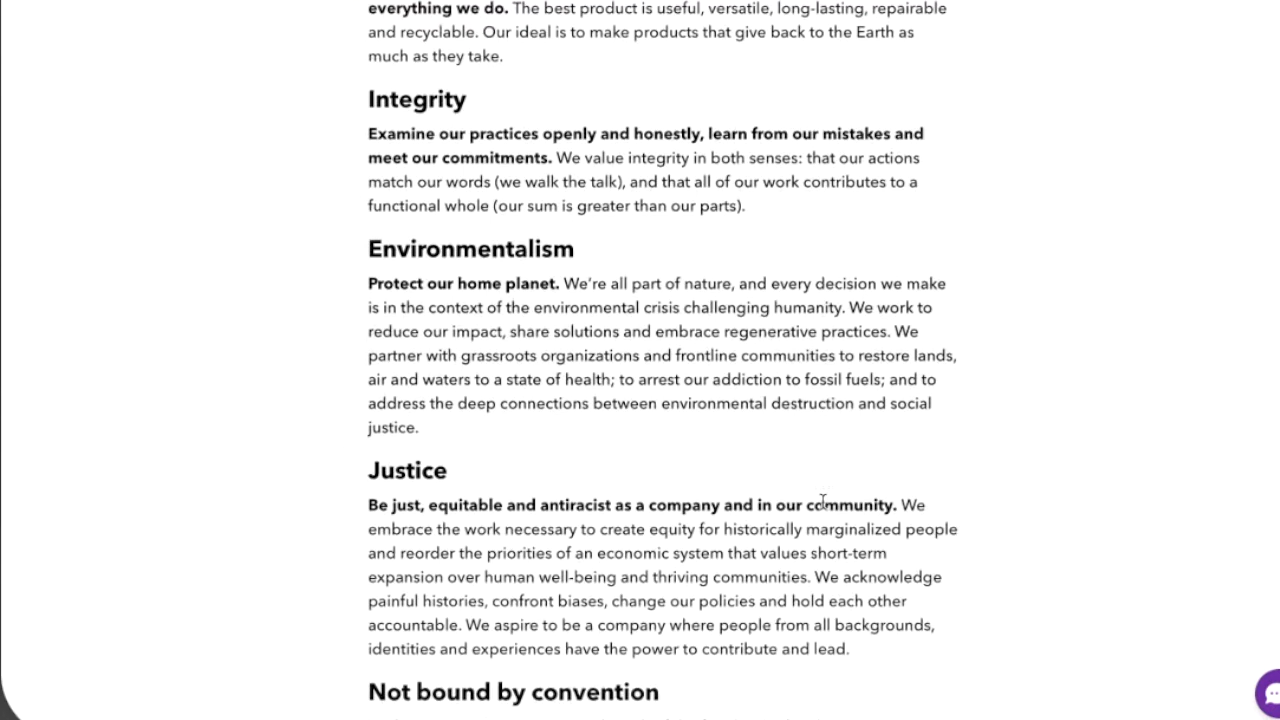 everything we do. The best product is useful, versatile, long-lasting, repairable
and recyclable. Our ideal is to make products that give back to the Earth as
much as they take.
Integrity
Examine our practices openly and honestly, learn from our mistakes and
meet our commitments. We value integrity in both senses: that our actions
match our words (we walk the talk), and that all of our work contributes to a
functional whole (our sum is greater than our parts).
Environmentalism
Protect our home planet. We’re all part of nature, and every decision we make
is in the context of the environmental crisis challenging humanity. We work to
reduce our impact, share solutions and embrace regenerative practices. We
partner with grassroots organizations and frontline communities to restore lands,
air and waters to a state of health; to arrest our addiction to fossil fuels; and to
address the deep connections between environmental destruction and social
justice.
Justice
Be just, equitable and antiracist as a company and in our community. We
embrace the work necessary to create equity for historically marginalized people
and reorder the priorities of an economic system that values short-term
expansion over human well-being and thriving communities. We acknowledge
painful histories, confront biases, change our policies and hold each other
accountable. We aspire to be a company where people from all backgrounds,
identities and experiences have the power to contribute and lead.
Not bound by convention